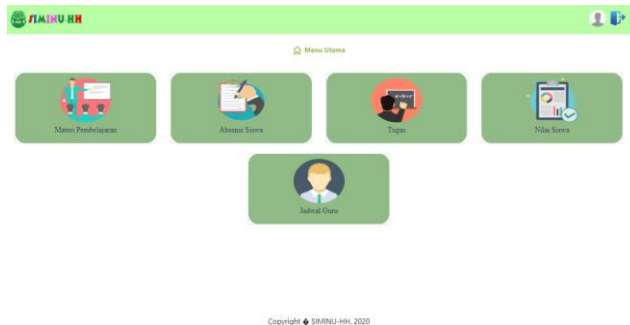 SIMINU-HH
Menu Utama
Materi Pembelajaran
Absensi Siswa
Tugas
Nilai Siswa
Jadwal Guru
Copyright � SIMINU-HH. 2020